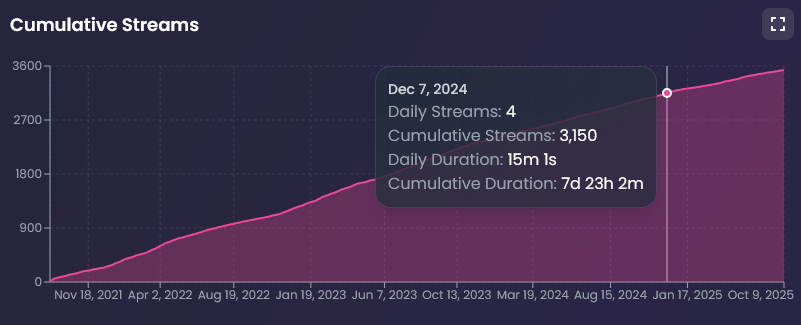 Cumulative Streams
3600
2700
1800
900
0
Dec 7, 2024
Daily Streams: 4
Cumulative Streams: 3,150
Daily Duration: 15m 1s
Cumulative Duration: 7d 23h 2m
Nov 18, 2021 Apr 2, 2022 Aug 19, 2022 Jan 19, 2023 Jun 7, 2023 Oct 13, 2023 Mar 19, 2024 Aug 15, 2024 Jan 17, 2025 Oct 9, 2025